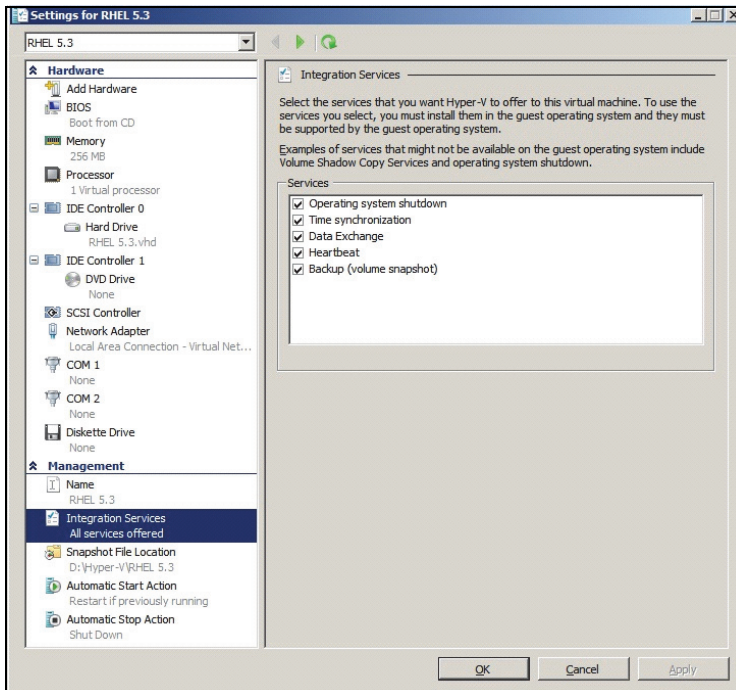 Settings for RHEL 5.3
RHEL 5.3
Hardware
Add Hardware
BIOS
Boot from CD
Memory
256 MB
Processor
1 Virtual processor
IDE Controller 0
Hard Drive
RHEL 5.3.vhd
IDE Controller 1
DVD Drive
None
SCSI Controller
Network Adapter
Local Area Connection - Virtual Net...
COM 1
None
COM 2
None
Diskette Drive
None
Management
Name
RHEL 5.3
Integration Services
All services offered
Snapshot File Location
D:\Hyper-V\RHEL 5.3
Automatic Start Action
Restart if previously running
Automatic Stop Action
Shut Down
Integration Services
Select the services that you want Hyper-V to offer to this virtual machine. To use the
services you select, you must install them in the guest operating system and they must
be supported by the guest operating system.
Examples of services that might not be available on the guest operating system include
Volume Shadow Copy Services and operating system shutdown.
Services
Operating system shutdown
Time synchronization
Data Exchange
Heartbeat
Backup (volume snapshot)
OK
Cancel
Apply